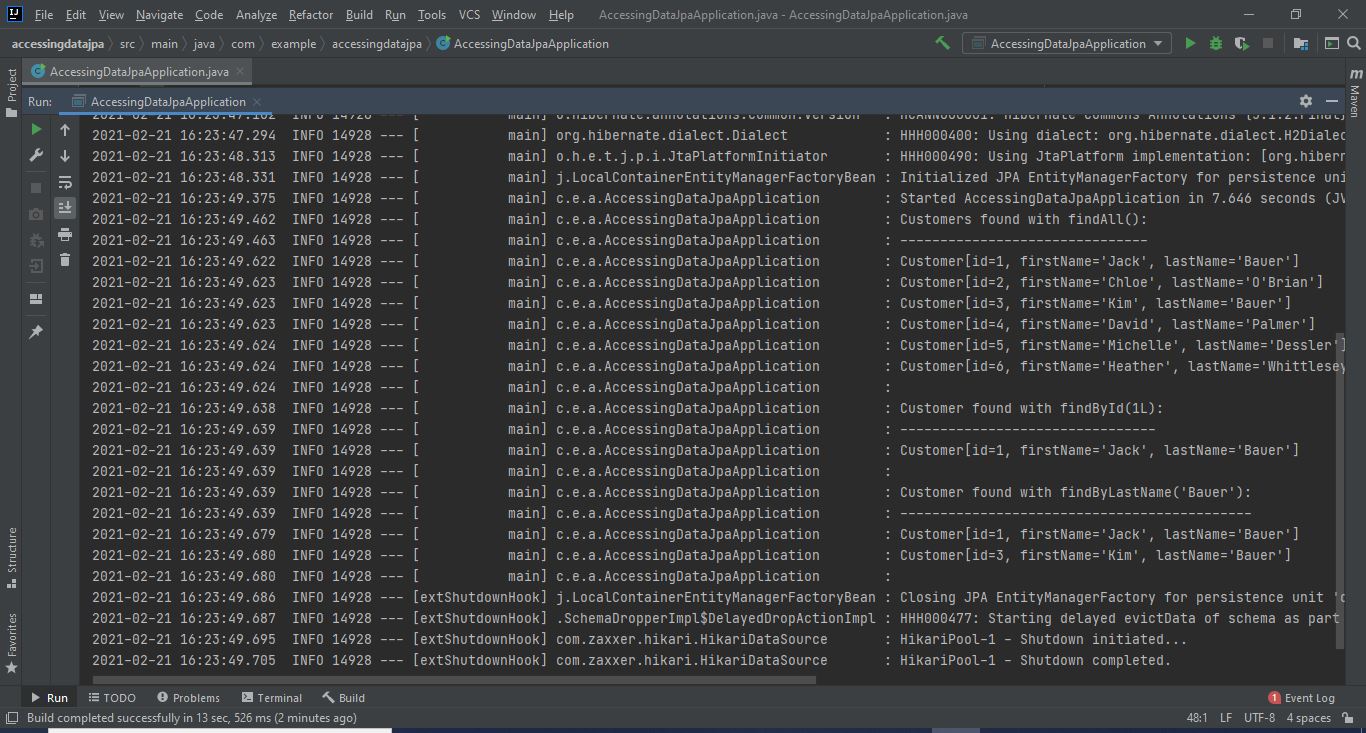 File Edit View Navigate Code Analyze Refactor Build Run Tools VCS Window Help AccessingDataJpaApplication.java - AccessingDataJpaApplication.java
accessingdatajpa src main java com example accessingdatajpa AccessingDataJpaApplication AccessingDataJpaApplication
AccessingDataJpaApplication.java
Project
Maven
Run: AccessingDataJpaApplication
2021-02-21 16:23:47.294 INFO 14928 --- [ main] org.hibernate.dialect.Dialect : HHH000400: Using dialect: org.hibernate.dialect.H2Dialec
2021-02-21 16:23:48.313 INFO 14928 --- [ main] o.h.e.t.j.p.i.JtaPlatformInitiator : HHH000490: Using JtaPlatform implementation: [org.hibern
2021-02-21 16:23:48.331 INFO 14928 --- [ main] j.LocalContainerEntityManagerFactoryBean : Initialized JPA EntityManagerFactory for persistence uni
2021-02-21 16:23:49.375 INFO 14928 --- [ main] c.e.a.AccessingDataJpaApplication : Started AccessingDataJpaApplication in 7.646 seconds (JV
2021-02-21 16:23:49.462 INFO 14928 --- [ main] c.e.a.AccessingDataJpaApplication : Customers found with findAll():
2021-02-21 16:23:49.463 INFO 14928 --- [ main] c.e.a.AccessingDataJpaApplication : -------------------------------
2021-02-21 16:23:49.622 INFO 14928 --- [ main] c.e.a.AccessingDataJpaApplication : Customer[id=1, firstName='Jack', lastName='Bauer']
2021-02-21 16:23:49.623 INFO 14928 --- [ main] c.e.a.AccessingDataJpaApplication : Customer[id=2, firstName='Chloe', lastName='O'Brian']
2021-02-21 16:23:49.623 INFO 14928 --- [ main] c.e.a.AccessingDataJpaApplication : Customer[id=3, firstName='Kim', lastName='Bauer']
2021-02-21 16:23:49.623 INFO 14928 --- [ main] c.e.a.AccessingDataJpaApplication : Customer[id=4, firstName='David', lastName='Palmer']
2021-02-21 16:23:49.624 INFO 14928 --- [ main] c.e.a.AccessingDataJpaApplication : Customer[id=5, firstName='Michelle', lastName='Dessler']
2021-02-21 16:23:49.624 INFO 14928 --- [ main] c.e.a.AccessingDataJpaApplication : Customer[id=6, firstName='Heather', lastName='Whittlesey
2021-02-21 16:23:49.624 INFO 14928 --- [ main] c.e.a.AccessingDataJpaApplication :
2021-02-21 16:23:49.638 INFO 14928 --- [ main] c.e.a.AccessingDataJpaApplication : Customer found with findById(1L):
2021-02-21 16:23:49.639 INFO 14928 --- [ main] c.e.a.AccessingDataJpaApplication : --------------------------------
2021-02-21 16:23:49.639 INFO 14928 --- [ main] c.e.a.AccessingDataJpaApplication : Customer[id=1, firstName='Jack', lastName='Bauer']
2021-02-21 16:23:49.639 INFO 14928 --- [ main] c.e.a.AccessingDataJpaApplication :
2021-02-21 16:23:49.639 INFO 14928 --- [ main] c.e.a.AccessingDataJpaApplication : Customer found with findByLastName('Bauer'):
2021-02-21 16:23:49.639 INFO 14928 --- [ main] c.e.a.AccessingDataJpaApplication : --------------------------------------------
2021-02-21 16:23:49.679 INFO 14928 --- [ main] c.e.a.AccessingDataJpaApplication : Customer[id=1, firstName='Jack', lastName='Bauer']
2021-02-21 16:23:49.680 INFO 14928 --- [ main] c.e.a.AccessingDataJpaApplication : Customer[id=3, firstName='Kim', lastName='Bauer']
2021-02-21 16:23:49.680 INFO 14928 --- [ main] c.e.a.AccessingDataJpaApplication :
2021-02-21 16:23:49.686 INFO 14928 --- [extShutdownHook] j.LocalContainerEntityManagerFactoryBean : Closing JPA EntityManagerFactory for persistence unit 'd
2021-02-21 16:23:49.687 INFO 14928 --- [extShutdownHook] .SchemaDropperImpl$DelayedDropActionImpl : HHH000477: Starting delayed evictData of schema as part
2021-02-21 16:23:49.695 INFO 14928 --- [extShutdownHook] com.zaxxer.hikari.HikariDataSource : HikariPool-1 - Shutdown initiated...
2021-02-21 16:23:49.705 INFO 14928 --- [extShutdownHook] com.zaxxer.hikari.HikariDataSource : HikariPool-1 - Shutdown completed.
Structure
Favorites
Run TODO Problems Terminal Build 1 Event Log
Build completed successfully in 13 sec, 526 ms (2 minutes ago) 48:1 LF UTF-8 4 spaces